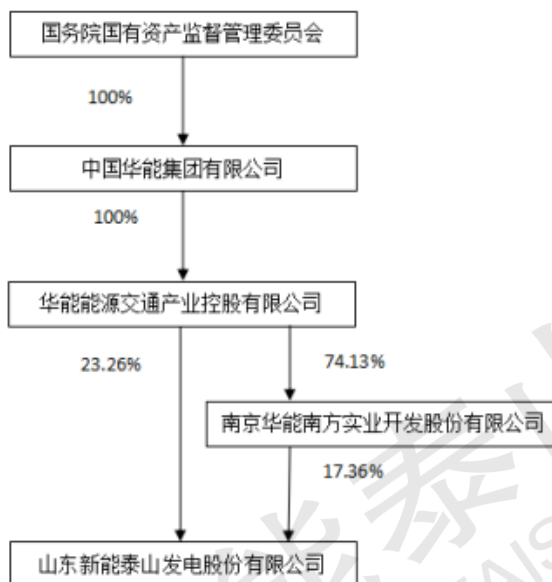 国务院国有资产监督管理委员会
100%
中国华能集团有限公司
100%
华能能源交通产业控股有限公司
23.26%
74.13%
南京华能南方实业开发股份有限公司
17.36%
山东新能泰山发电股份有限公司
能泰山